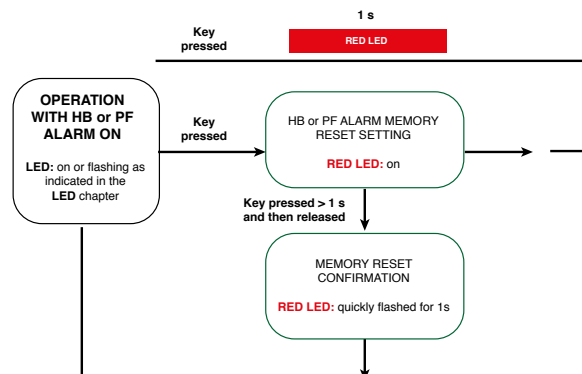 1 s
Key
pressed
RED LED
OPERATION
WITH HB or PF
ALARM ON
LED: on or flashing as
indicated in the
LED chapter
Key
pressed
HB or PF ALARM MEMORY
RESET SETTING
RED LED: on
Key pressed > 1 s
and then released
MEMORY RESET
CONFIRMATION
RED LED: quickly flashed for 1s